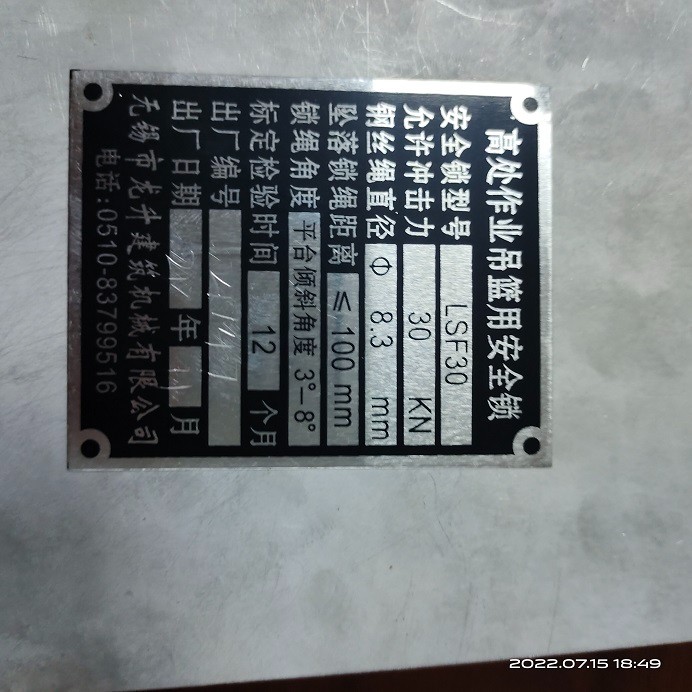 高处作业吊篮用安全锁
安全锁型号 LSF30
允许冲击力 30 KN
钢丝绳直径 Φ 8.3 mm
坠落锁绳距离 ≤100 mm
锁绳角度 平台倾斜角度 3°-8°
标定检验时间 12 个月
出厂编号
出厂日期 年 月
无锡市龙升建筑机械有限公司
电话:0510-83799516
2022.07.15 18:49